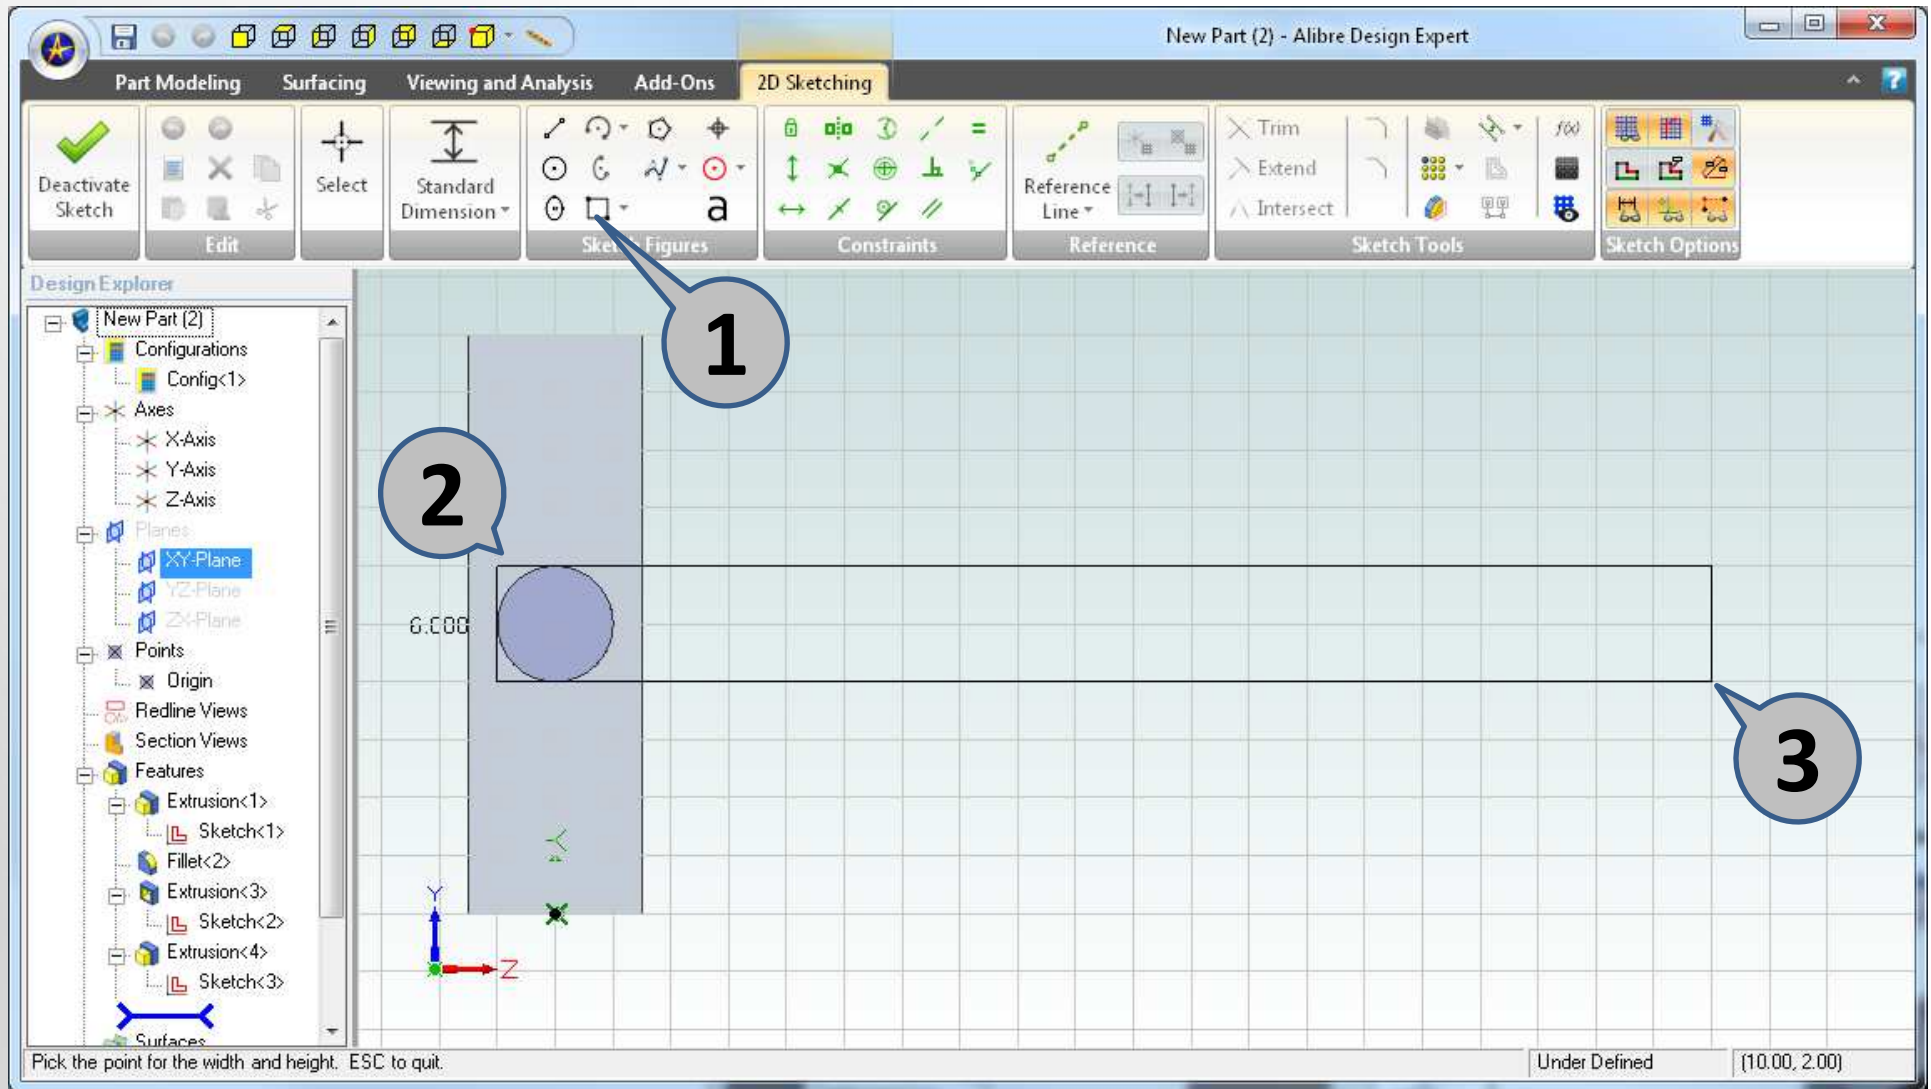 New Part (2) - Alibre Design Expert
Part Modeling Surfacing Viewing and Analysis Add-Ons 2D Sketching
Deactivate Sketch
Edit
Select
Standard Dimension
a
Sketch Figures
Constraints
Reference Line
Reference
Trim
Extend
Intersect
f(x)
Sketch Tools
Sketch Options
Design Explorer
New Part (2)
Configurations
Config<1>
Axes
X-Axis
Y-Axis
Z-Axis
Planes
XY-Plane
YZ-Plane
ZX-Plane
Points
Origin
Redline Views
Section Views
Features
Extrusion<1>
Sketch<1>
Fillet<2>
Extrusion<3>
Sketch<2>
Extrusion<4>
Sketch<3>
Surfaces
1
2
6.000
3
Y
Z
Pick the point for the width and height. ESC to quit.
Under Defined
(10.00, 2.00)